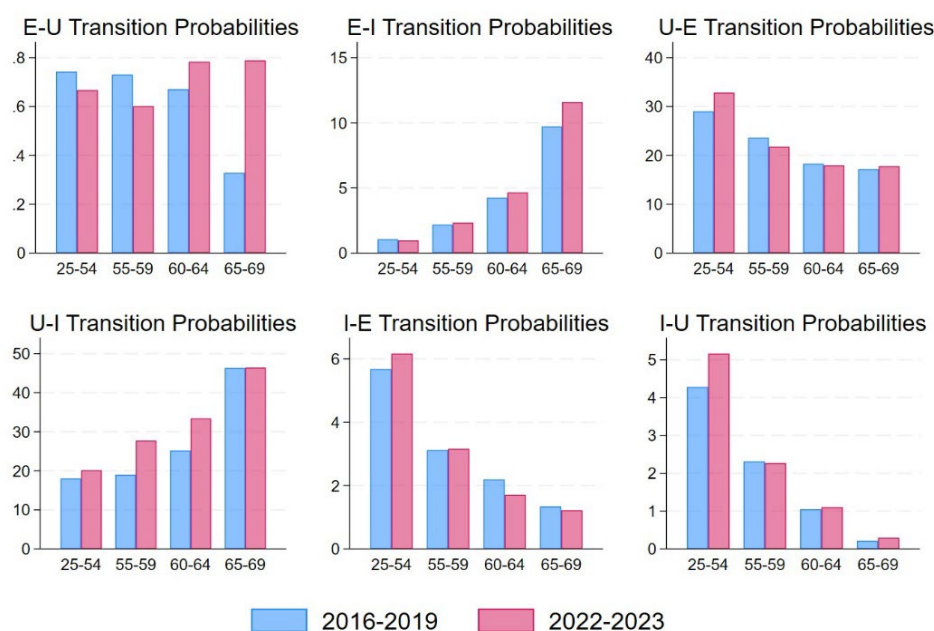 E-U Transition Probabilities
.8
.6
.4
.2
0
25-54 55-59 60-64 65-69
E-I Transition Probabilities
15
10
5
0
25-54 55-59 60-64 65-69
U-E Transition Probabilities
40
30
20
10
0
25-54 55-59 60-64 65-69
U-I Transition Probabilities
50
40
30
20
10
0
25-54 55-59 60-64 65-69
I-E Transition Probabilities
6
4
2
0
25-54 55-59 60-64 65-69
I-U Transition Probabilities
5
4
3
2
1
0
25-54 55-59 60-64 65-69
2016-2019 2022-2023